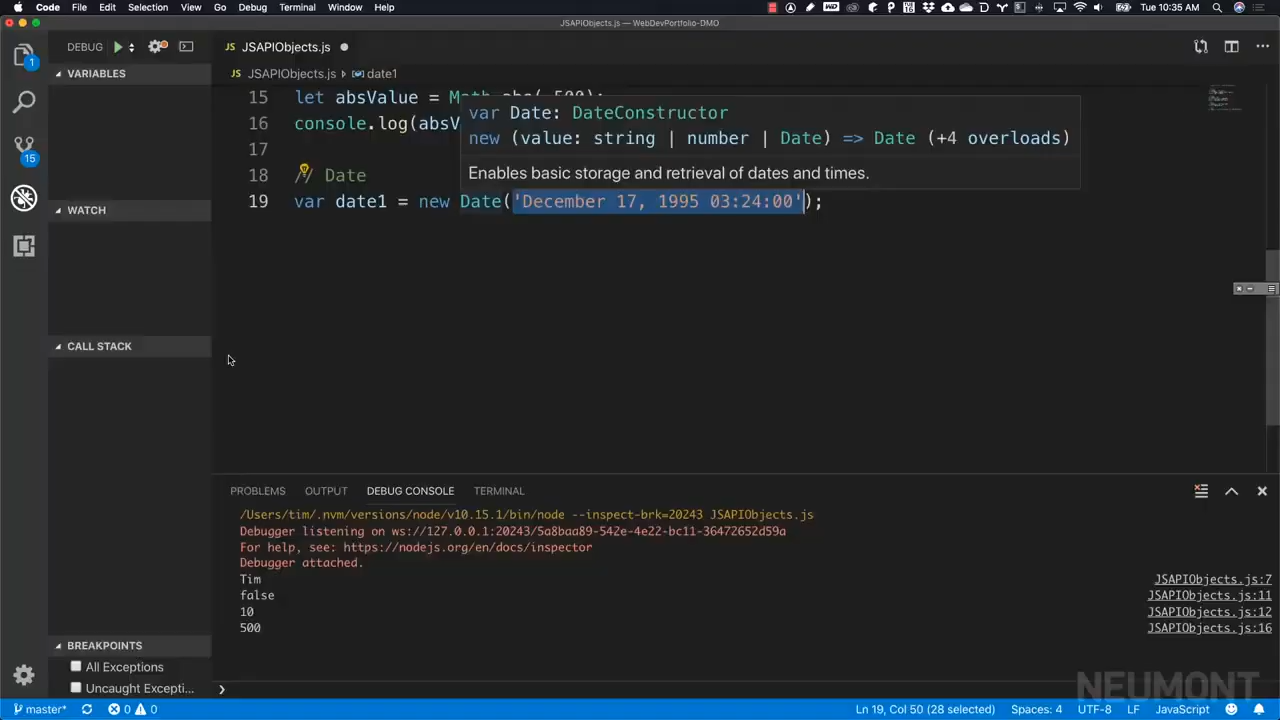 Code File Edit Selection View Go Debug Terminal Window Help Tue 10:35 AM
JSAPIObjects.js — WebDevPortfolio-DMO
DEBUG
JS JSAPIObjects.js
JS JSAPIObjects.js date1
VARIABLES
WATCH
CALL STACK
BREAKPOINTS
All Exceptions
Uncaught Excepti...
1
15
15 let absValue = Math.abs(-500);
16 console.log(absV
17
18 // Date
19 var date1 = new Date('December 17, 1995 03:24:00');
var Date: DateConstructor
new (value: string | number | Date) => Date (+4 overloads)
Enables basic storage and retrieval of dates and times.
PROBLEMS OUTPUT DEBUG CONSOLE TERMINAL
/Users/tim/.nvm/versions/node/v10.15.1/bin/node --inspect-brk=20243 JSAPIObjects.js
Debugger listening on ws://127.0.0.1:20243/5a8baa89-542e-4e22-bc11-36472652d59a
For help, see: https://nodejs.org/en/docs/inspector
Debugger attached.
Tim JSAPIObjects.js:7
false JSAPIObjects.js:11
10 JSAPIObjects.js:12
500 JSAPIObjects.js:16
NEUMONT
master* 0 0 Ln 19, Col 50 (28 selected) Spaces: 4 UTF-8 LF JavaScript